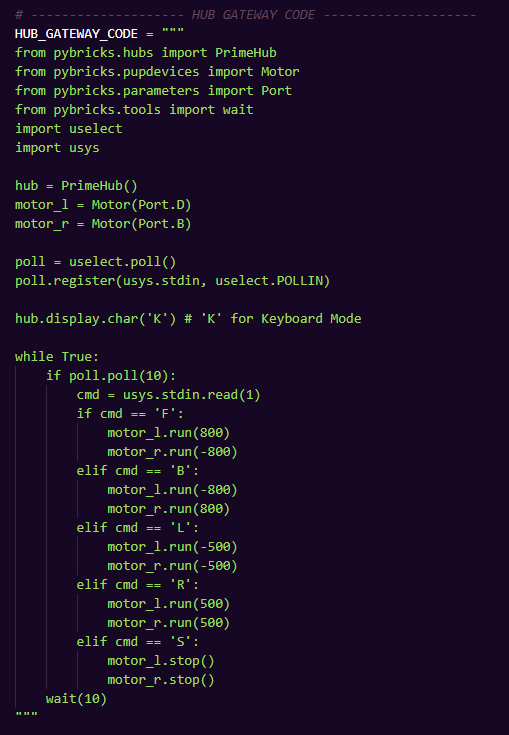 # -------------------- HUB GATEWAY CODE --------------------
HUB_GATEWAY_CODE = """
from pybricks.hubs import PrimeHub
from pybricks.pupdevices import Motor
from pybricks.parameters import Port
from pybricks.tools import wait
import uselect
import usys

hub = PrimeHub()
motor_l = Motor(Port.D)
motor_r = Motor(Port.B)

poll = uselect.poll()
poll.register(usys.stdin, uselect.POLLIN)

hub.display.char('K') # 'K' for Keyboard Mode

while True:
    if poll.poll(10):
        cmd = usys.stdin.read(1)
        if cmd == 'F':
            motor_l.run(800)
            motor_r.run(-800)
        elif cmd == 'B':
            motor_l.run(-800)
            motor_r.run(800)
        elif cmd == 'L':
            motor_l.run(-500)
            motor_r.run(-500)
        elif cmd == 'R':
            motor_l.run(500)
            motor_r.run(500)
        elif cmd == 'S':
            motor_l.stop()
            motor_r.stop()
    wait(10)
"""